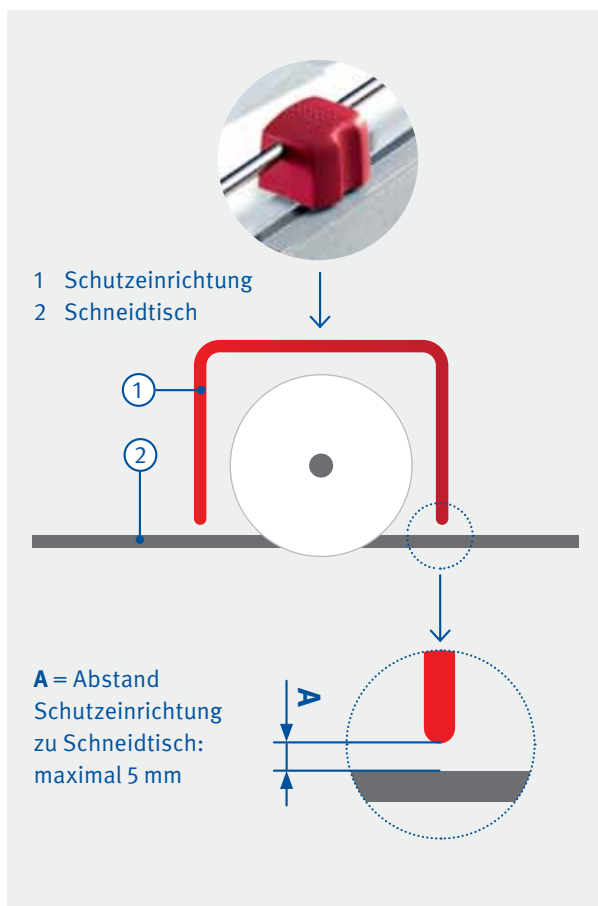 1 Schutzeinrichtung
2 Schneidtisch
1
2
A = Abstand
Schutzeinrichtung
zu Schneidtisch:
maximal 5 mm
A